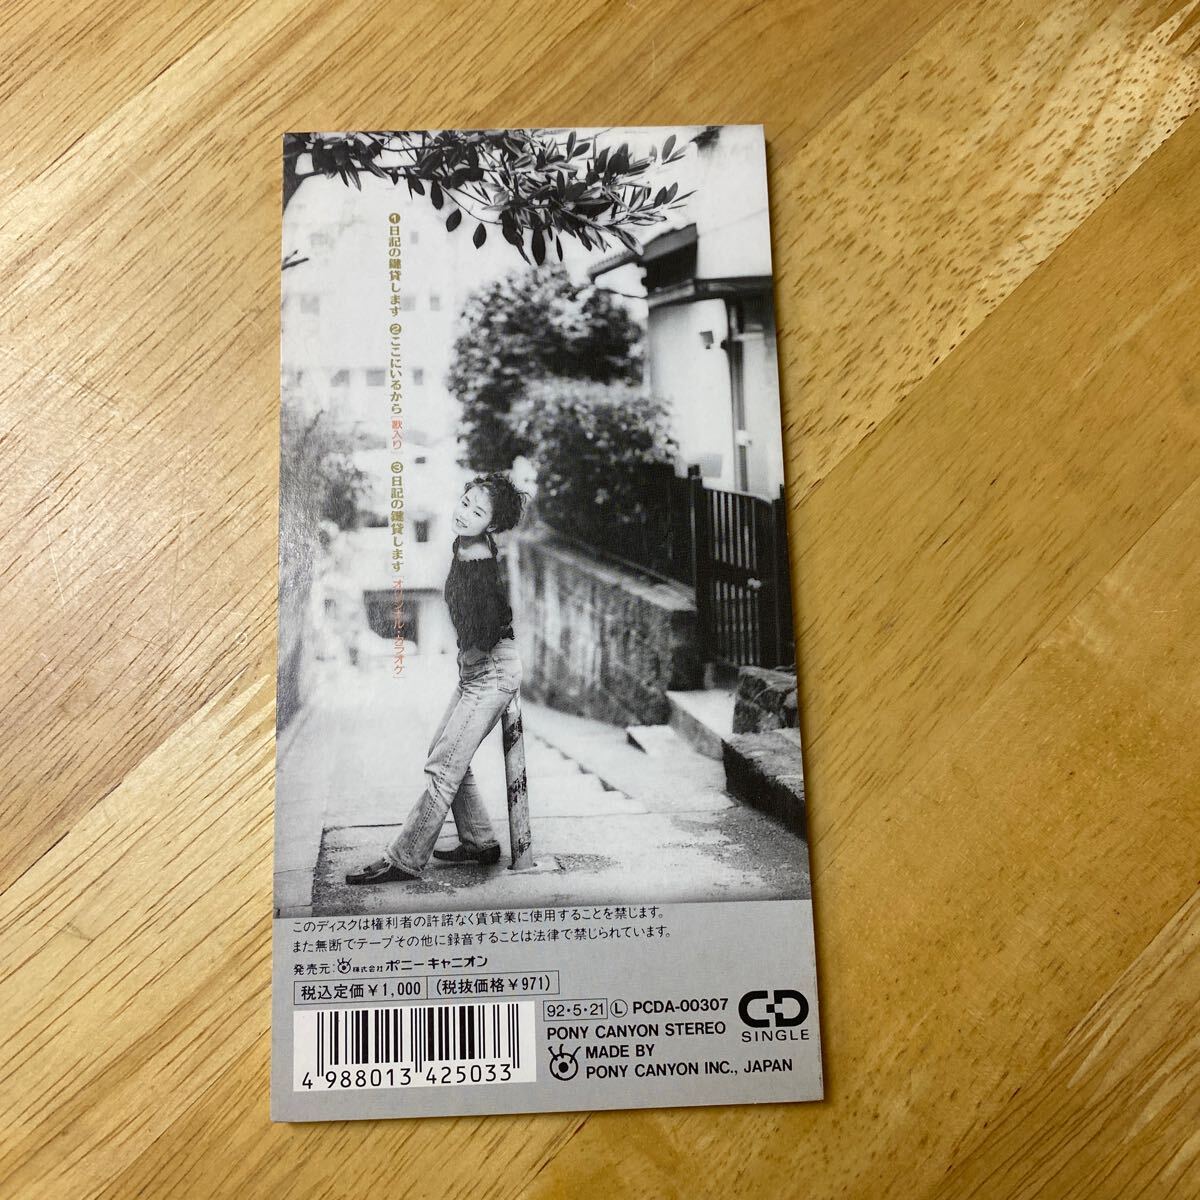 ❶日記の鍵貸します ❷ここにいるから[歌入り] ❸日記の鍵貸します[オリジナル・カラオケ]
このディスクは権利者の許諾なく賃貸業に使用することを禁じます。
また無断でテープその他に録音することは法律で禁じられています。
発売元:株式会社ポニーキャニオン
税込定価¥1,000 (税抜価格¥971)
92・5・21 Ⓛ PCDA-00307
PONY CANYON STEREO
MADE BY
PONY CANYON INC., JAPAN
CD
SINGLE
4 988013 425033